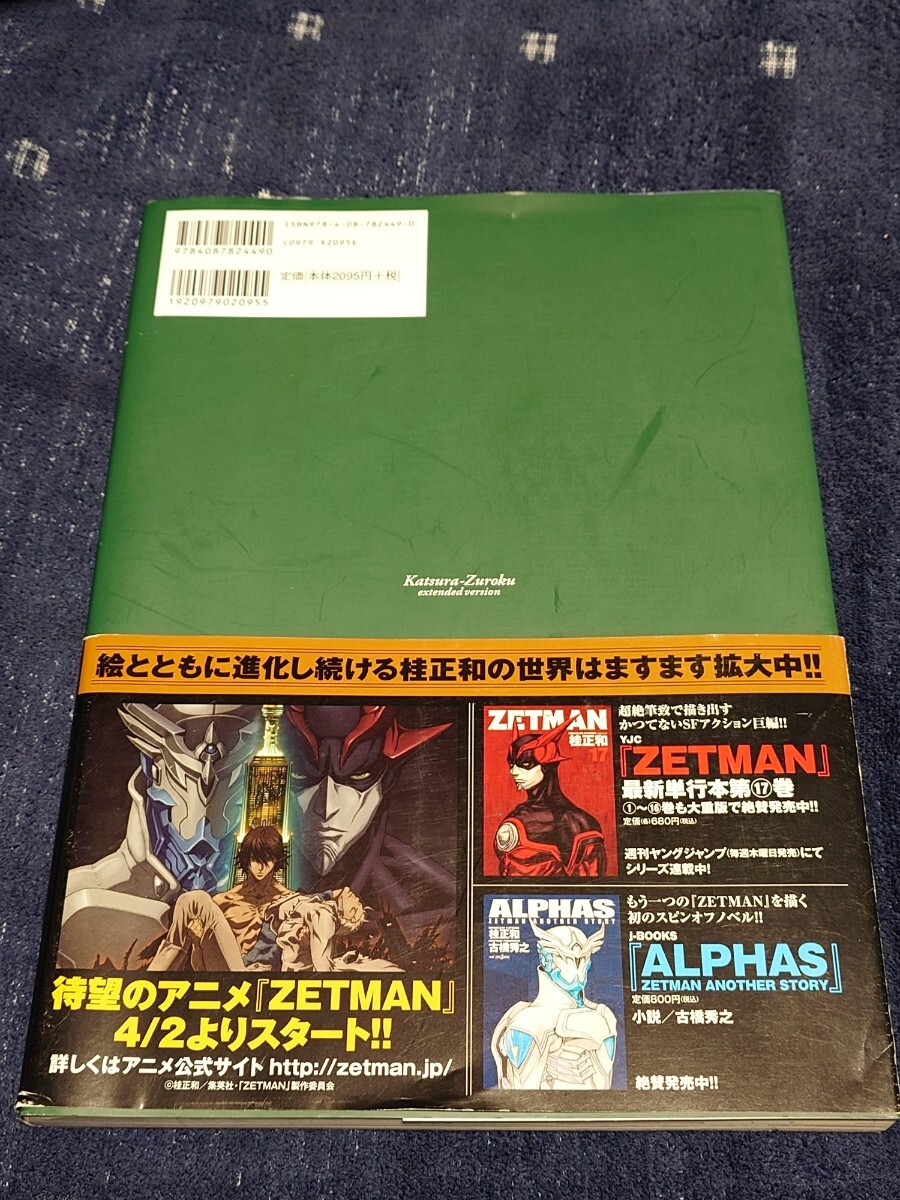 ISBN978-4-08-782449-0
C0979 ¥2095E
9784087824490
定価[本体2095円+税]
1920979020955
Katsura-Zuroku
extended version
絵とともに進化し続ける桂正和の世界はますます拡大中!!
待望のアニメ『ZETMAN』
4/2よりスタート!!
詳しくはアニメ公式サイト http://zetman.jp/
©桂正和/集英社・「ZETMAN」製作委員会
ZETMAN
桂正和
17
超絶筆致で描き出す
かつてないSFアクション巨編!!
YJC
『ZETMAN』
最新単行本第⑰巻
①~⑯巻も大重版で絶賛発売中!!
定価(各)680円(税込)
週刊ヤングジャンプ(毎週木曜日発売)にて
シリーズ連載中!
ALPHAS
ZETMAN ANOTHER STORY
桂正和
古橋秀之
もう一つの『ZETMAN』を描く
初のスピンオフノベル!!
J-BOOKS
『ALPHAS』
ZETMAN ANOTHER STORY
定価800円(税込)
小説/古橋秀之
絶賛発売中!!